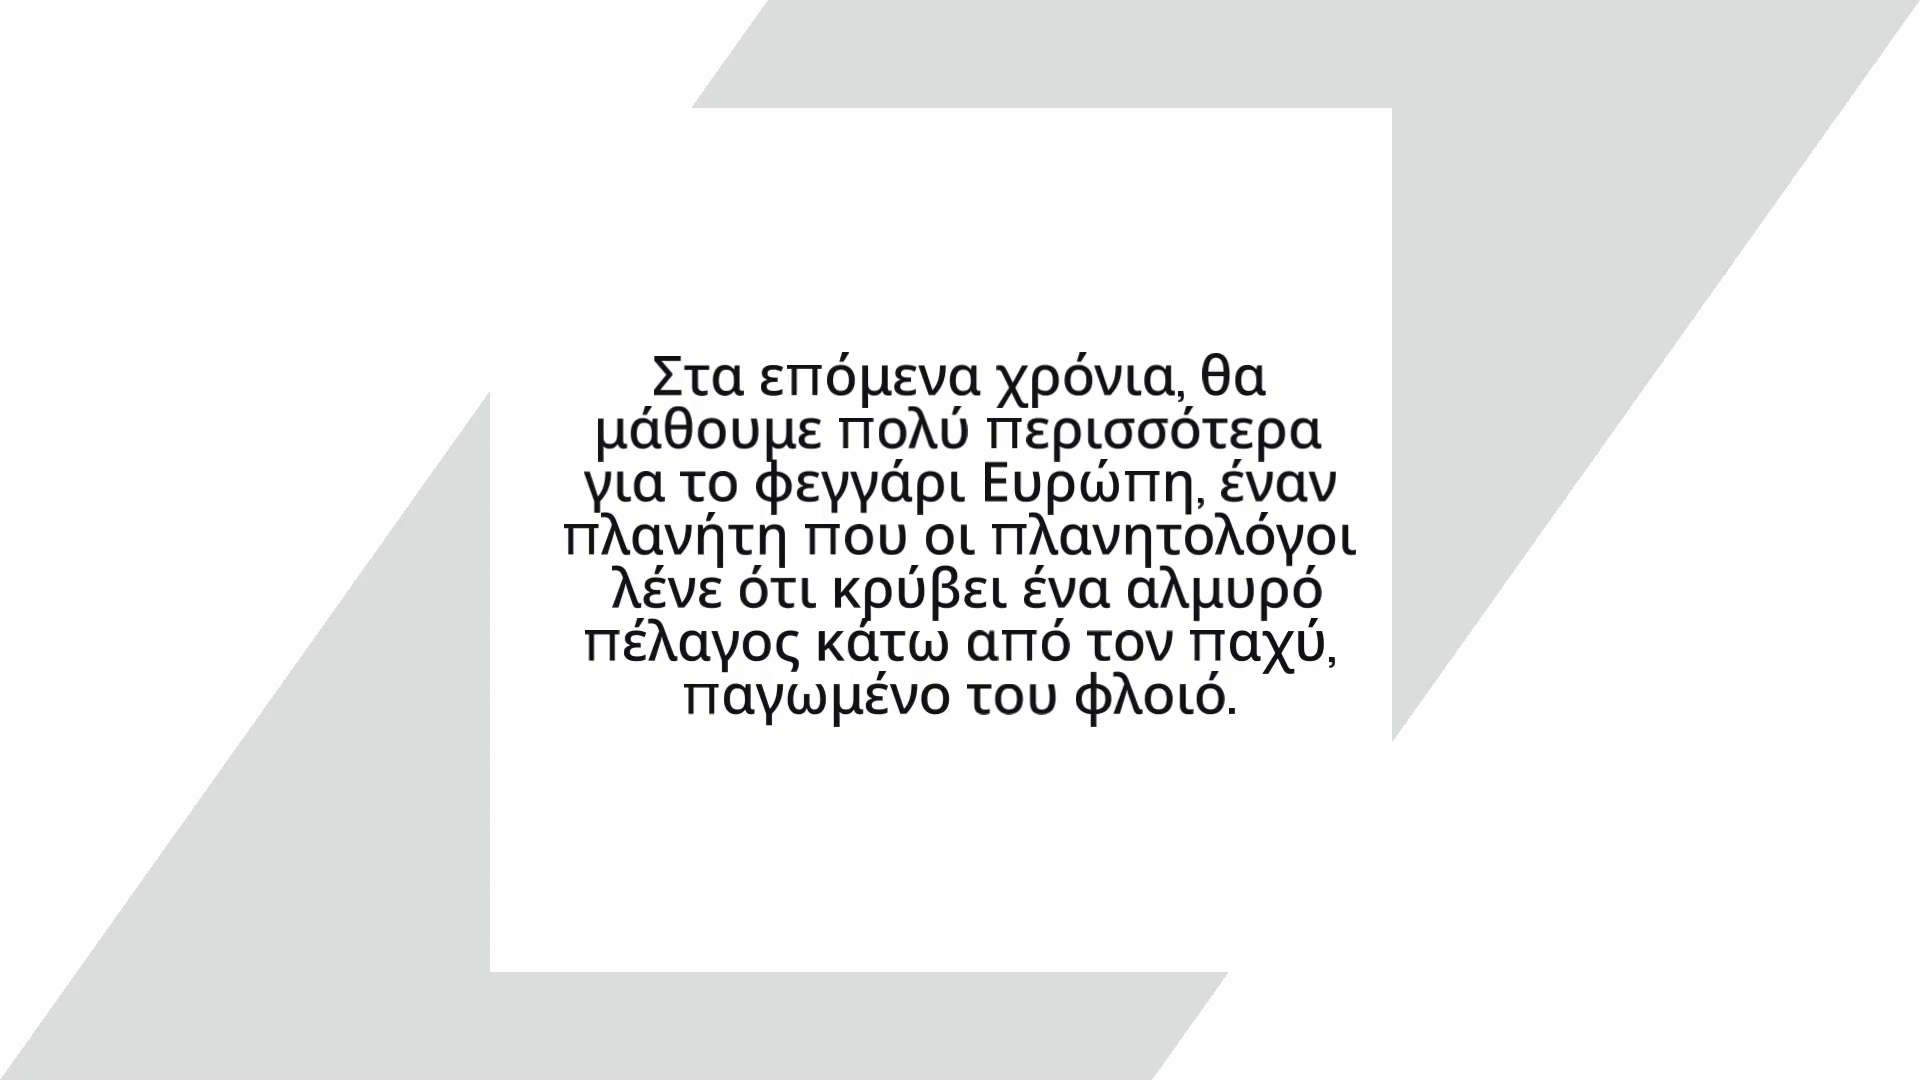 Στα επόμενα χρόνια, θα
μάθουμε πολύ περισσότερα
για το φεγγάρι Ευρώπη, έναν
πλανήτη που οι πλανητολόγοι
λένε ότι κρύβει ένα αλμυρό
πέλαγος κάτω από τον παχύ,
παγωμένο του φλοιό.